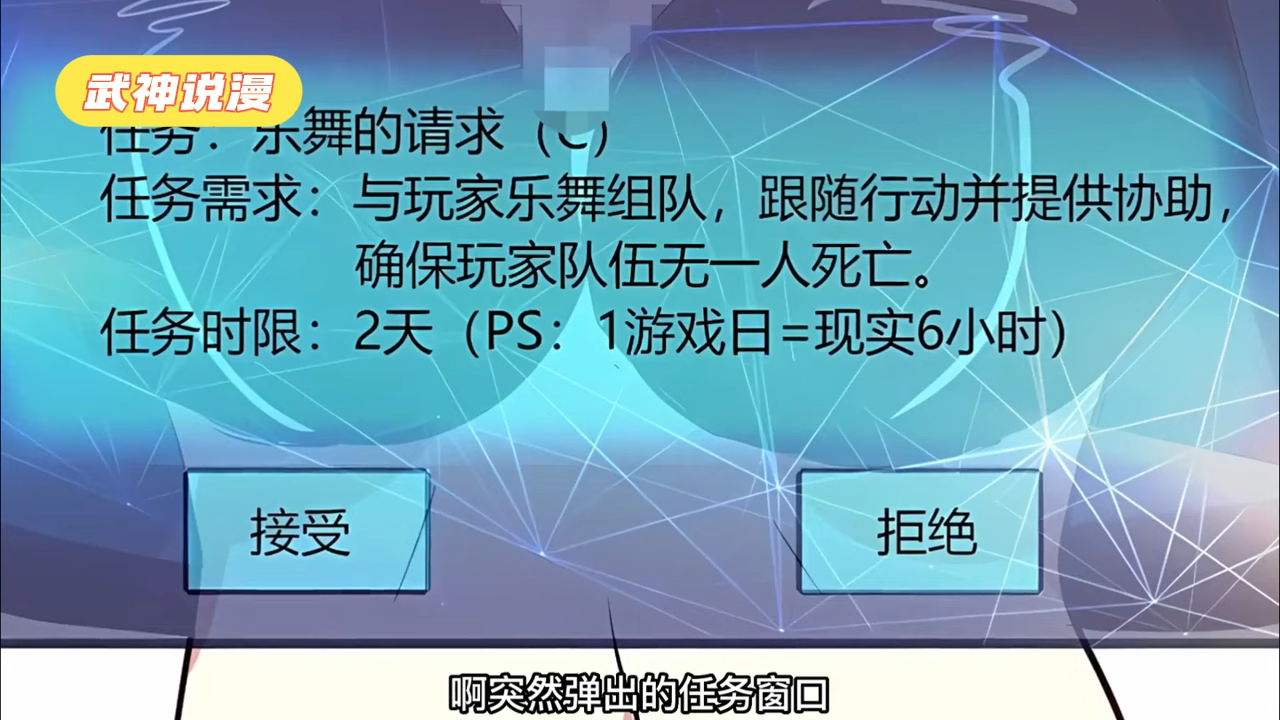 武神说漫
任务：乐舞的请求（C）
任务需求：与玩家乐舞组队，跟随行动并提供协助，
确保玩家队伍无一人死亡。
任务时限：2天（PS：1游戏日=现实6小时）
接受
拒绝
啊突然弹出的任务窗口